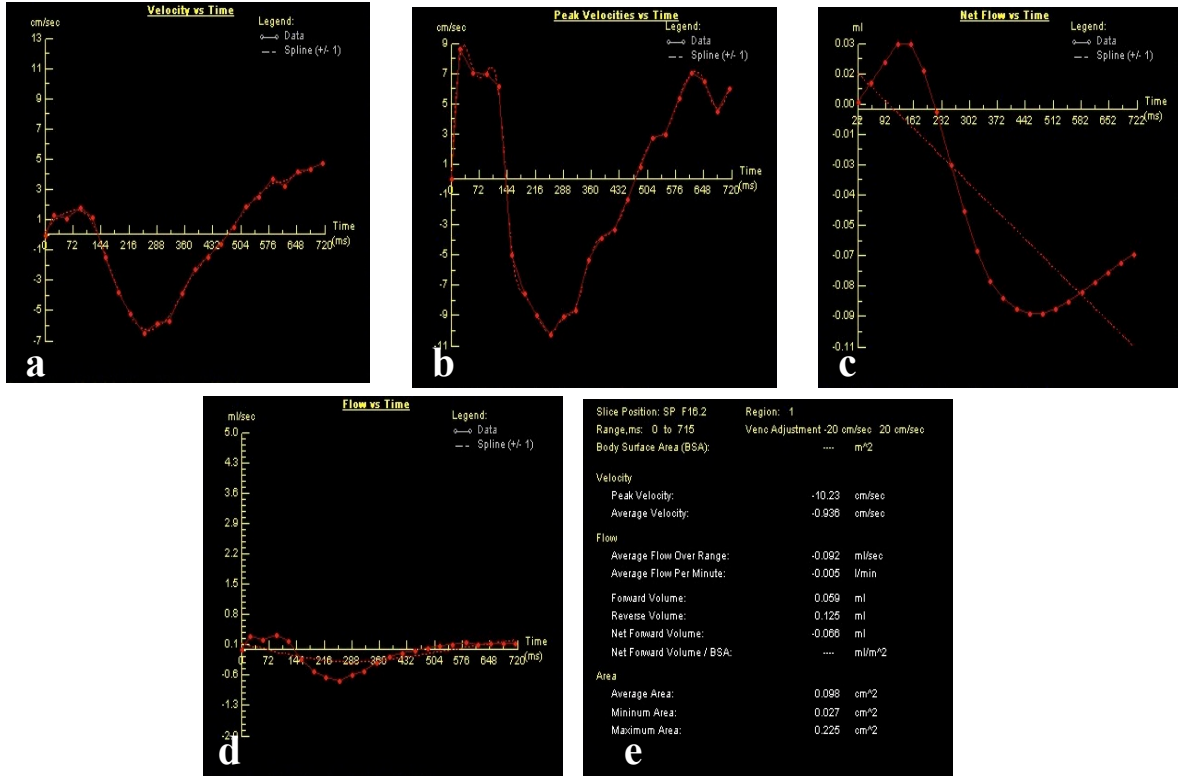 Velocity vs Time
cm/sec
Legend:
Data
Spline (+/- 1)
13
11
9
7
5
3
1
-1
-3
-5
-7
0 72 144 216 288 360 432 504 576 648 720
Time
(ms)
a
Peak Velocities vs Time
cm/sec
Legend:
Data
Spline (+/- 1)
9
7
5
3
1
-1
-3
-5
-7
-9
-11
0 72 144 216 288 360 432 504 576 648 720
Time
(ms)
b
Net Flow vs Time
ml
Legend:
Data
Spline (+/- 1)
0.03
0.02
0.00
-0.01
-0.03
-0.04
-0.05
-0.07
-0.08
-0.09
-0.11
22 92 162 232 302 372 442 512 582 652 722
Time
(ms)
c
Flow vs Time
ml/sec
Legend:
Data
Spline (+/- 1)
5.0
4.3
3.6
2.9
2.2
1.5
0.8
0.1
-0.6
-1.3
-2.0
0 72 144 216 288 360 432 504 576 648 720
Time
(ms)
d
Slice Position: SP F16.2 Region: 1
Range,ms: 0 to 715 Venc Adjustment -20 cm/sec 20 cm/sec
Body Surface Area (BSA): ---- m^2
Velocity
Peak Velocity: -10.23 cm/sec
Average Velocity: -0.936 cm/sec
Flow
Average Flow Over Range: -0.092 ml/sec
Average Flow Per Minute: -0.005 l/min
Forward Volume: 0.059 ml
Reverse Volume: 0.125 ml
Net Forward Volume: -0.066 ml
Net Forward Volume / BSA: ---- ml/m^2
Area
Average Area: 0.098 cm^2
Mininum Area: 0.027 cm^2
Maximum Area: 0.225 cm^2
e